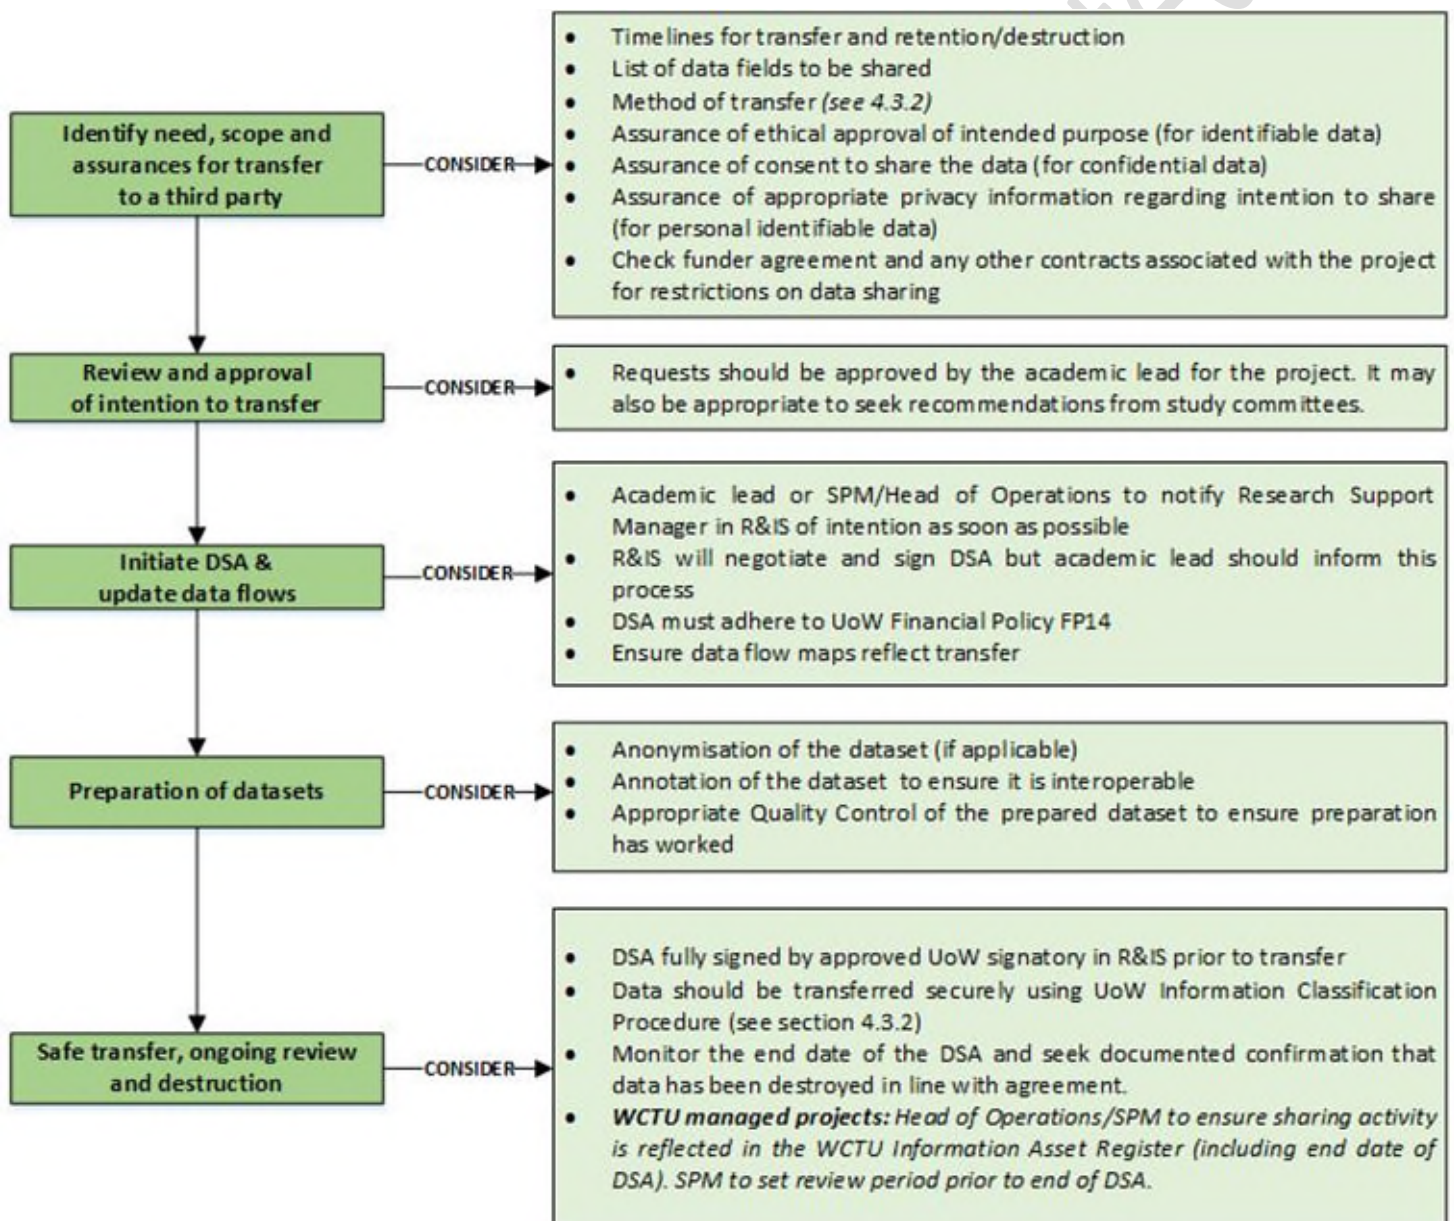 Identify need, scope and
assurances for transfer
to a third party
CONSIDER
• Timelines for transfer and retention/destruction
• List of data fields to be shared
• Method of transfer (see 4.3.2)
• Assurance of ethical approval of intended purpose (for identifiable data)
• Assurance of consent to share the data (for confidential data)
• Assurance of appropriate privacy information regarding intention to share
(for personal identifiable data)
• Check funder agreement and any other contracts associated with the project
for restrictions on data sharing
Review and approval
of intention to transfer
CONSIDER
• Requests should be approved by the academic lead for the project. It may
also be appropriate to seek recommendations from study committees.
Initiate DSA &
update data flows
CONSIDER
• Academic lead or SPM/Head of Operations to notify Research Support
Manager in R&IS of intention as soon as possible
• R&IS will negotiate and sign DSA but academic lead should inform this
process
• DSA must adhere to UoW Financial Policy FP14
• Ensure data flow maps reflect transfer
Preparation of datasets
CONSIDER
• Anonymisation of the dataset (if applicable)
• Annotation of the dataset to ensure it is interoperable
• Appropriate Quality Control of the prepared dataset to ensure preparation
has worked
Safe transfer, ongoing review
and destruction
CONSIDER
• DSA fully signed by approved UoW signatory in R&IS prior to transfer
• Data should be transferred securely using UoW Information Classification
Procedure (see section 4.3.2)
• Monitor the end date of the DSA and seek documented confirmation that
data has been destroyed in line with agreement.
• WCTU managed projects: Head of Operations/SPM to ensure sharing activity
is reflected in the WCTU Information Asset Register (including end date of
DSA). SPM to set review period prior to end of DSA.